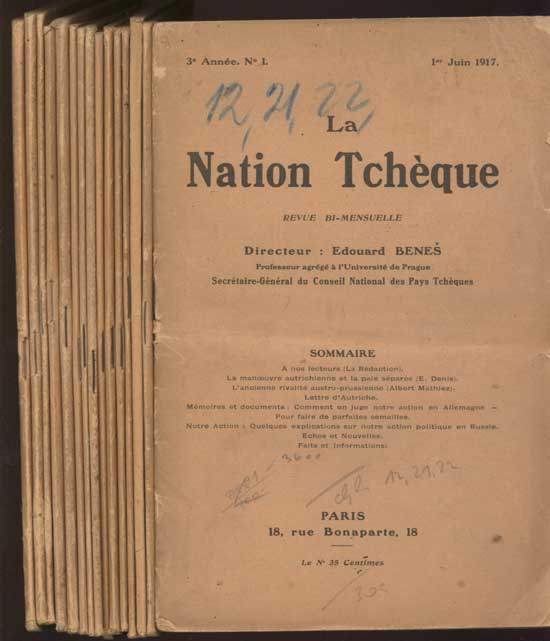 3e Année. No 1. 1er Juin 1917.
12, 21, 22,
La
Nation Tchèque
REVUE BI-MENSUELLE
Directeur : Edouard BENEŠ
Professeur agrégé à l'Université de Prague
Secrétaire-Général du Conseil National des Pays Tchèques
SOMMAIRE
A nos lecteurs (La Rédaction).
La manœuvre autrichienne et la paix séparée (E. Denis).
L'ancienne rivalité austro-prussienne (Albert Mathiez).
Lettre d'Autriche.
Mémoires et documents : Comment on juge notre action en Allemagne —
Pour faire de parfaites semailles.
Notre Action : Quelques explications sur notre action politique en Russie.
Echos et Nouvelles.
Faits et Informations.
3600
12, 21, 22
PARIS
18, rue Bonaparte, 18
Le No 35 Centimes